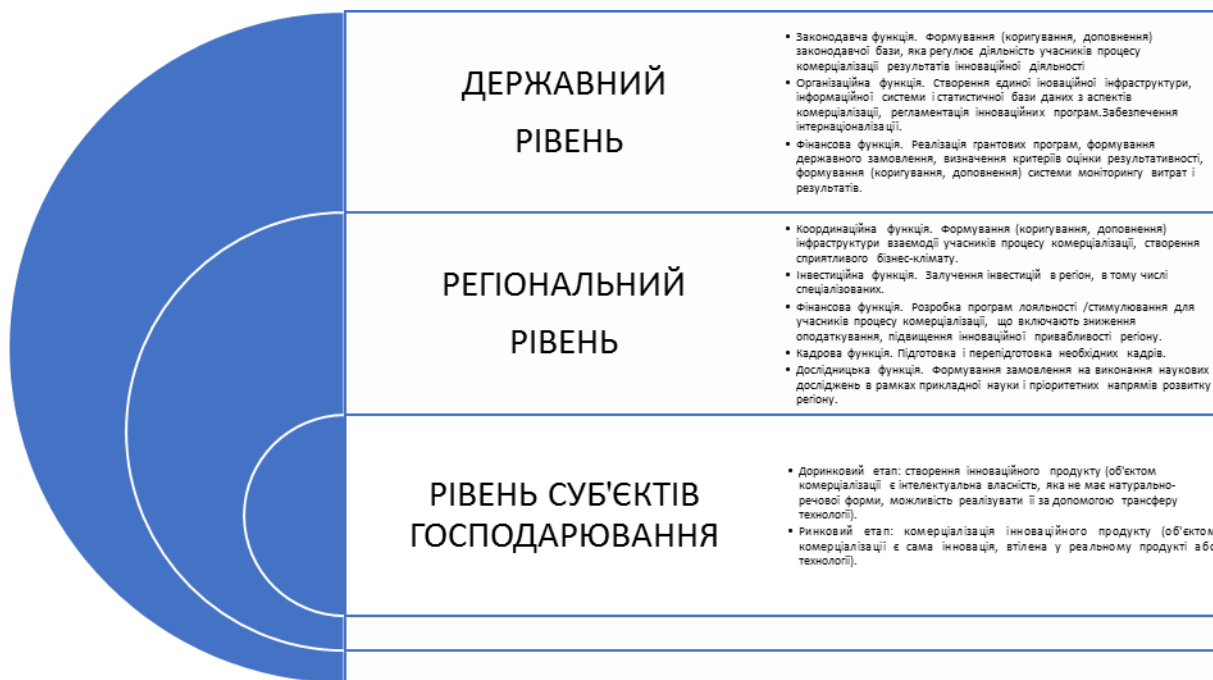 ДЕРЖАВНИЙ
РІВЕНЬ
• Законодавча функція. Формування (коригування, доповнення)
законодавчої бази, яка регулює діяльність учасників процесу
комерціалізації результатів інноваційної діяльності
• Організаційна функція. Створення єдиної іноваційної інфраструктури,
інформаційної системи і статистичної бази даних з аспектів
комерціалізації, регламентація інноваційних програм.Забезпечення
інтернаціоналізації.
• Фінансова функція. Реалізація грантових програм, формування
державного замовлення, визначення критеріїв оцінки результативності,
формування (коригування, доповнення) системи моніторингу витрат і
результатів.
РЕГІОНАЛЬНИЙ
РІВЕНЬ
• Координаційна функція. Формування (коригування, доповнення)
інфраструктури взаємодії учасників процесу комерціалізації, створення
сприятливого бізнес-клімату.
• Інвестиційна функція. Залучення інвестицій в регіон, в тому числі
спеціалізованих.
• Фінансова функція. Розробка програм лояльності /стимулювання для
учасників процесу комерціалізації, що включають зниження
оподаткування, підвищення інноваційної привабливості регіону.
• Кадрова функція. Підготовка і перепідготовка необхідних кадрів.
• Дослідницька функція. Формування замовлення на виконання наукових
досліджень в рамках прикладної науки і пріоритетних напрямів розвитку
регіону.
РІВЕНЬ СУБ'ЄКТІВ
ГОСПОДАРЮВАННЯ
• Доринковий етап: створення інноваційного продукту (об'єктом
комерціалізації є інтелектуальна власність, яка не має натурально-
речової форми, можливість реалізувати її за допомогою трансферу
технології).
• Ринковий етап: комерціалізація інноваційного продукту (об'єктом
комерціалізації є сама інновація, втілена у реальному продукті або
технології).